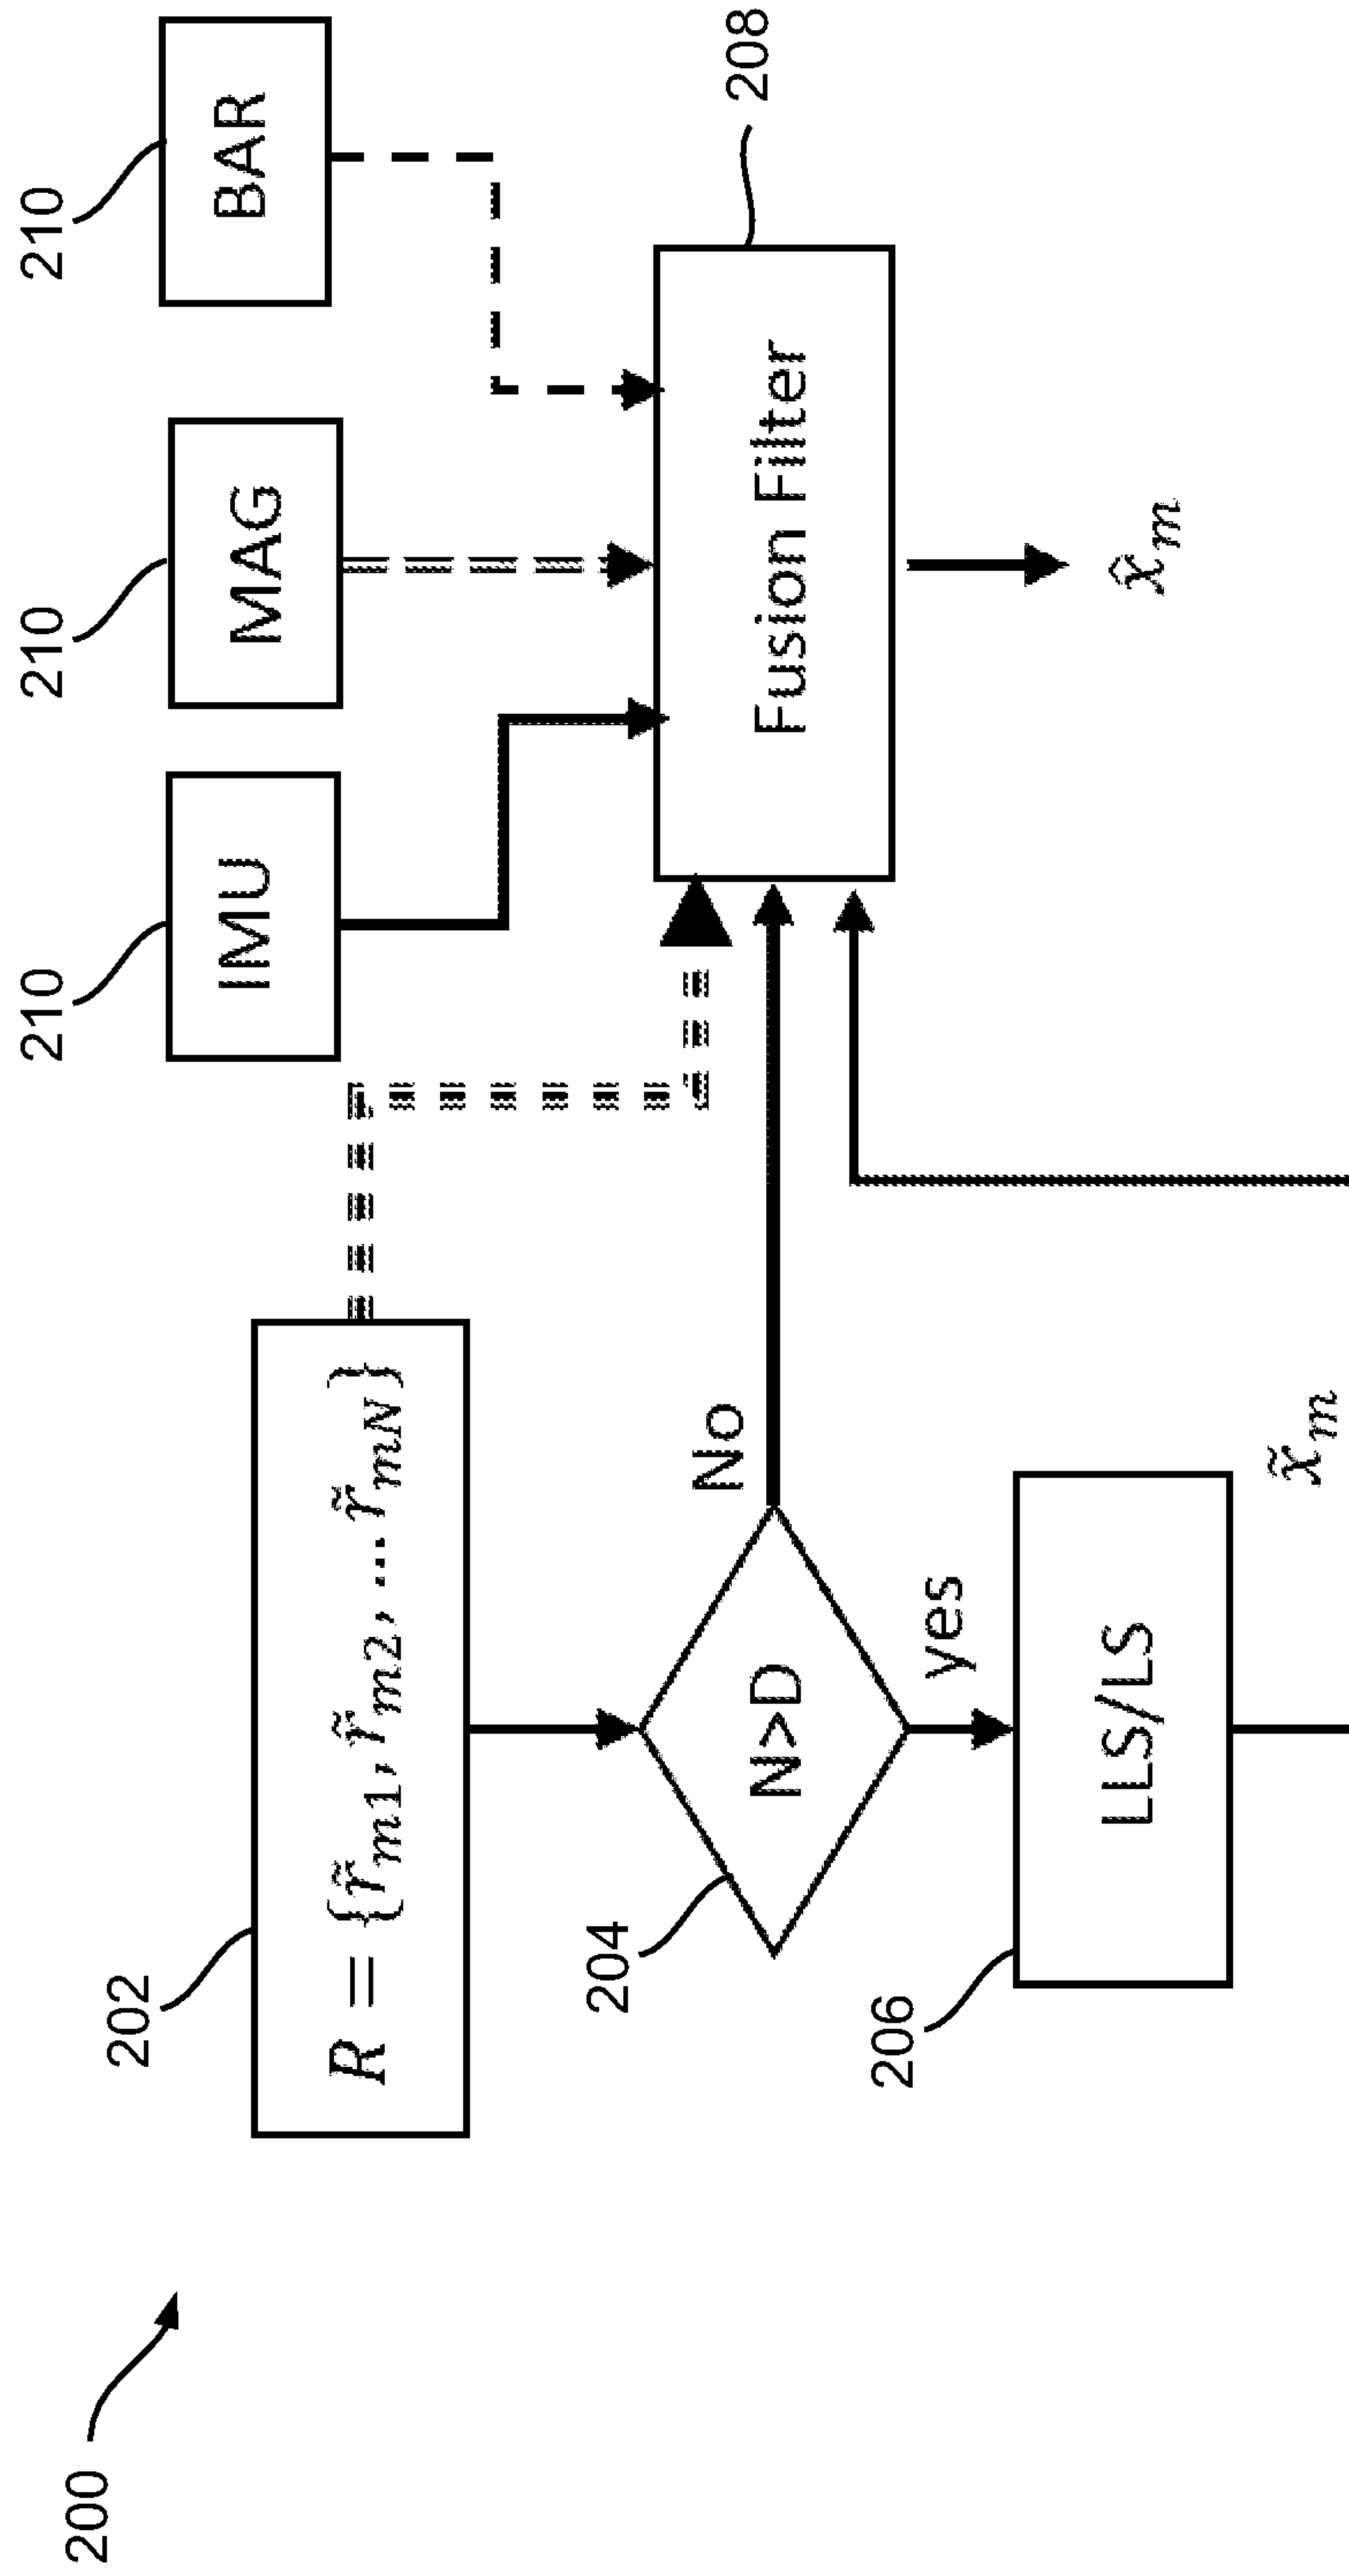 200
202
R = {r̃m1, r̃m2, … r̃mN}
204
N>D
No
yes
206
LLS/LS
x̃m
210
IMU
210
MAG
210
BAR
208
Fusion Filter
x̂m